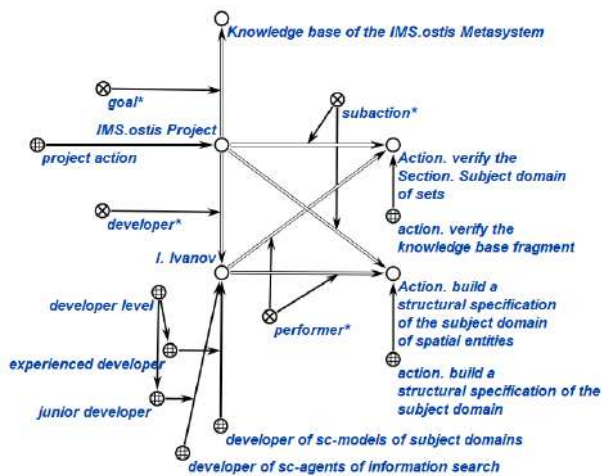 Knowledge base of the IMS.ostis Metasystem
goal*
subaction*
IMS.ostis Project
project action
Action. verify the
Section. Subject domain
of sets
developer*
action. verify the
knowledge base fragment
I. Ivanov
developer level
performer*
Action. build a
structural specification
of the subject domain
of spatial entities
experienced developer
junior developer
action. build a
structural specification of the
subject domain
developer of sc-models of subject domains
developer of sc-agents of information search